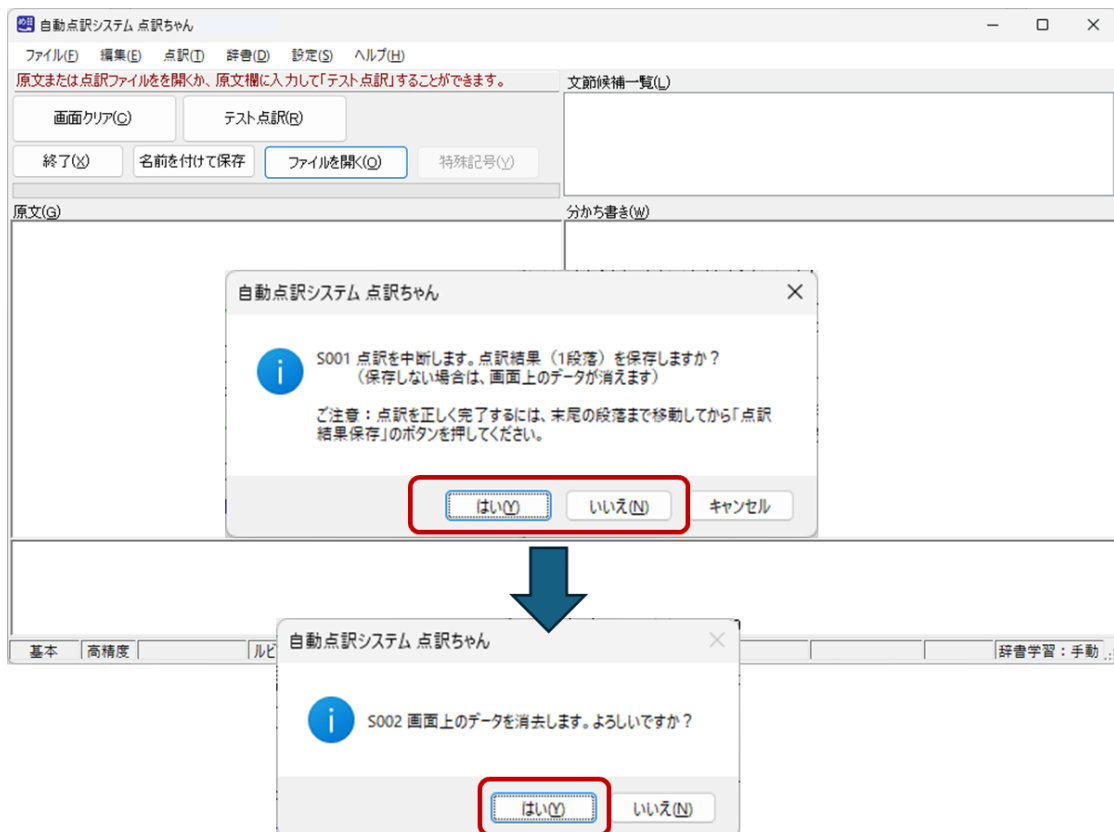 自動点訳システム 点訳ちゃん
ファイル(F) 編集(E) 点訳(T) 辞書(D) 設定(S) ヘルプ(H)
原文または点訳ファイルをを開くか、原文欄に入力して「テスト点訳」することができます。
文節候補一覧(L)
画面クリア(C) テスト点訳(R)
終了(X) 名前を付けて保存 ファイルを開く(O) 特殊記号(Y)
原文(G) 分かち書き(W)
自動点訳システム 点訳ちゃん
S001 点訳を中断します。点訳結果（1段落）を保存しますか？
（保存しない場合は、画面上のデータが消えます）
ご注意：点訳を正しく完了するには、末尾の段落まで移動してから「点訳
結果保存」のボタンを押してください。
はい(Y) いいえ(N) キャンセル
基本 高精度 ルビ 辞書学習：手動
自動点訳システム 点訳ちゃん
S002 画面上のデータを消去します。よろしいですか？
はい(Y) いいえ(N)